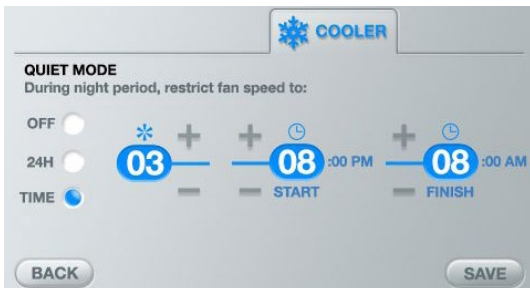 COOLER
QUIET MODE
During night period, restrict fan speed to:
OFF
24H
TIME
03
08 :00 PM
START
08 :00 AM
FINISH
BACK
SAVE